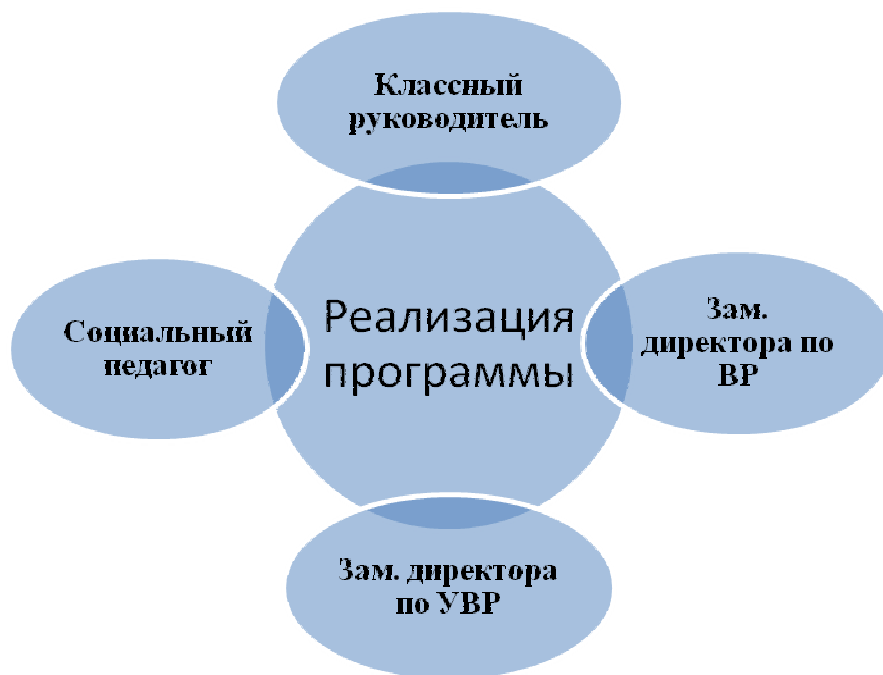 Классный
руководитель
Социальный
педагог
Реализация
программы
Зам.
директора по
ВР
Зам. директора
по УВР